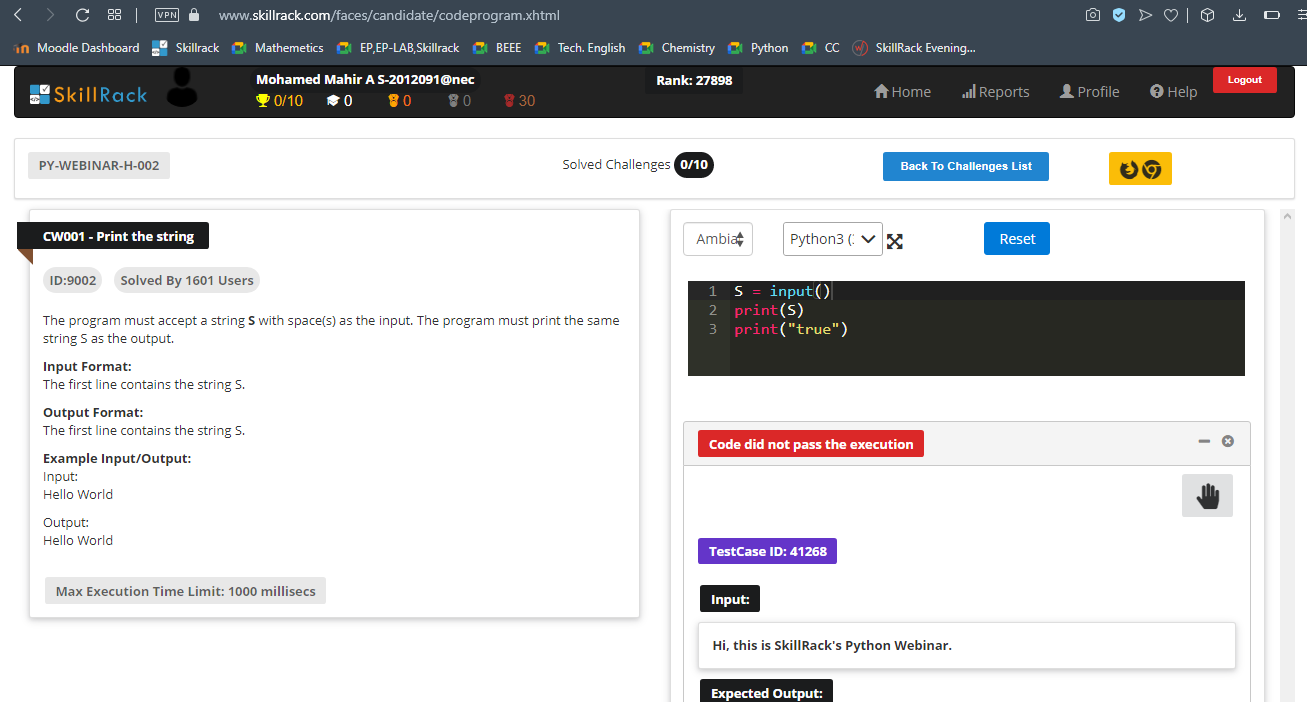 VPN www.skillrack.com/faces/candidate/codeprogram.xhtml
Moodle Dashboard Skillrack Mathemetics EP,EP-LAB,Skillrack BEEE Tech. English Chemistry Python CC SkillRack Evening...
SkillRack
Mohamed Mahir A S-2012091@nec
0/10 0 0 0 30
Rank: 27898
Home Reports Profile Help
Logout
PY-WEBINAR-H-002
Solved Challenges 0/10
Back To Challenges List
CW001 - Print the string
ID:9002 Solved By 1601 Users
The program must accept a string S with space(s) as the input. The program must print the same
string S as the output.
Input Format:
The first line contains the string S.
Output Format:
The first line contains the string S.
Example Input/Output:
Input:
Hello World
Output:
Hello World
Max Execution Time Limit: 1000 millisecs
Ambia Python3 (: Reset
1 S = input()
2 print(S)
3 print("true")
Code did not pass the execution
TestCase ID: 41268
Input:
Hi, this is SkillRack's Python Webinar.
Expected Output: